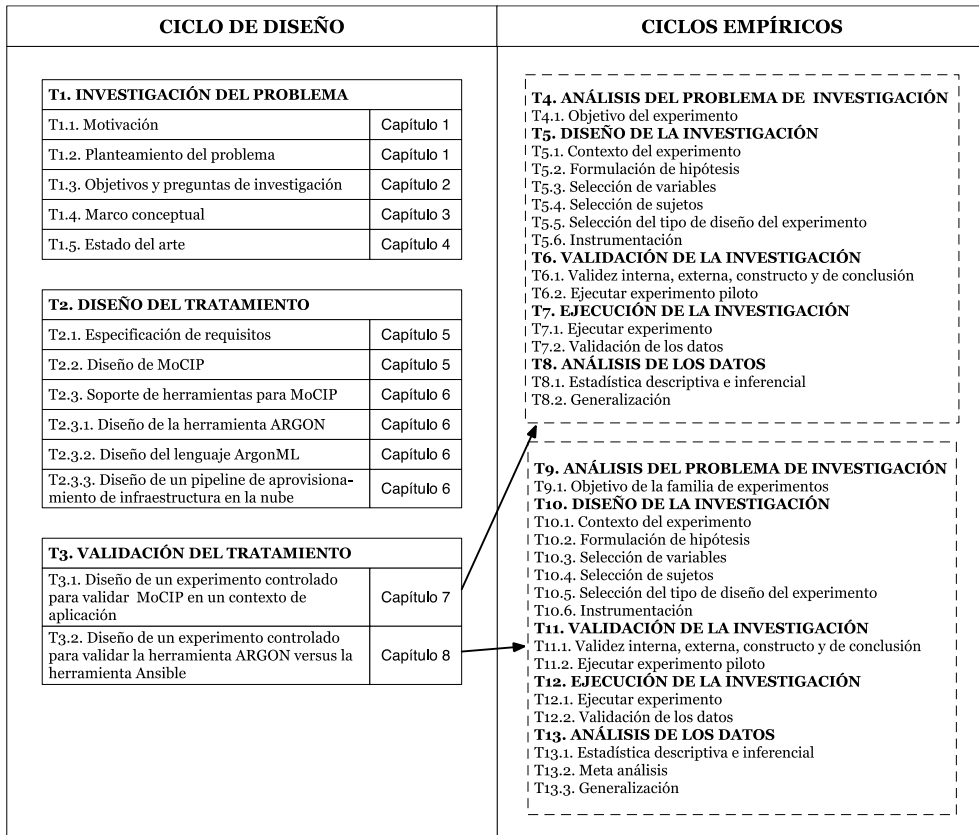 CICLO DE DISEÑO
T1. INVESTIGACIÓN DEL PROBLEMA
T1.1. Motivación Capítulo 1
T1.2. Planteamiento del problema Capítulo 1
T1.3. Objetivos y preguntas de investigación Capítulo 2
T1.4. Marco conceptual Capítulo 3
T1.5. Estado del arte Capítulo 4
T2. DISEÑO DEL TRATAMIENTO
T2.1. Especificación de requisitos Capítulo 5
T2.2. Diseño de MoCIP Capítulo 5
T2.3. Soporte de herramientas para MoCIP Capítulo 6
T2.3.1. Diseño de la herramienta ARGON Capítulo 6
T2.3.2. Diseño del lenguaje ArgonML Capítulo 6
T2.3.3. Diseño de un pipeline de aprovisiona-
miento de infraestructura en la nube Capítulo 6
T3. VALIDACIÓN DEL TRATAMIENTO
T3.1. Diseño de un experimento controlado
para validar MoCIP en un contexto de
aplicación Capítulo 7
T3.2. Diseño de un experimento controlado
para validar la herramienta ARGON versus la
herramienta Ansible Capítulo 8
CICLOS EMPÍRICOS
T4. ANÁLISIS DEL PROBLEMA DE INVESTIGACIÓN
T4.1. Objetivo del experimento
T5. DISEÑO DE LA INVESTIGACIÓN
T5.1. Contexto del experimento
T5.2. Formulación de hipótesis
T5.3. Selección de variables
T5.4. Selección de sujetos
T5.5. Selección del tipo de diseño del experimento
T5.6. Instrumentación
T6. VALIDACIÓN DE LA INVESTIGACIÓN
T6.1. Validez interna, externa, constructo y de conclusión
T6.2. Ejecutar experimento piloto
T7. EJECUCIÓN DE LA INVESTIGACIÓN
T7.1. Ejecutar experimento
T7.2. Validación de los datos
T8. ANÁLISIS DE LOS DATOS
T8.1. Estadística descriptiva e inferencial
T8.2. Generalización
T9. ANÁLISIS DEL PROBLEMA DE INVESTIGACIÓN
T9.1. Objetivo de la familia de experimentos
T10. DISEÑO DE LA INVESTIGACIÓN
T10.1. Contexto del experimento
T10.2. Formulación de hipótesis
T10.3. Selección de variables
T10.4. Selección de sujetos
T10.5. Selección del tipo de diseño del experimento
T10.6. Instrumentación
T11. VALIDACIÓN DE LA INVESTIGACIÓN
T11.1. Validez interna, externa, constructo y de conclusión
T11.2. Ejecutar experimento piloto
T12. EJECUCIÓN DE LA INVESTIGACIÓN
T12.1. Ejecutar experimento
T12.2. Validación de los datos
T13. ANÁLISIS DE LOS DATOS
T13.1. Estadística descriptiva e inferencial
T13.2. Meta análisis
T13.3. Generalización